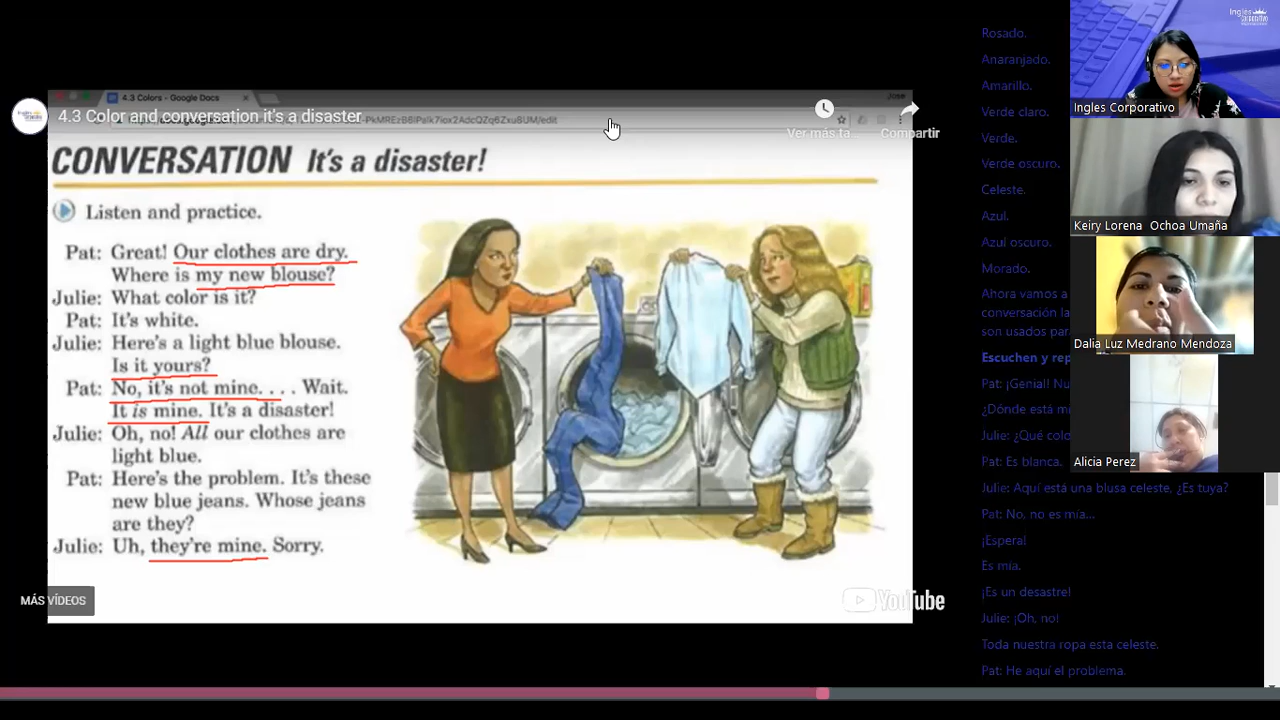 4.3 Colors - Google Docs
4.3 Color and conversation it's a disaster
-PkMREzBBlPalk7iox2AdcQZq6Zxu8UM/edit
Ver más ta...
Compartir
CONVERSATION It's a disaster!
Listen and practice.
Pat: Great! Our clothes are dry.
Where is my new blouse?
Julie: What color is it?
Pat: It's white.
Julie: Here's a light blue blouse.
Is it yours?
Pat: No, it's not mine. . . . Wait.
It is mine. It's a disaster!
Julie: Oh, no! All our clothes are
light blue.
Pat: Here's the problem. It's these
new blue jeans. Whose jeans
are they?
Julie: Uh, they're mine. Sorry.
MÁS VÍDEOS
YouTube
Rosado.
Anaranjado.
Amarillo.
Verde claro.
Verde.
Verde oscuro.
Celeste.
Azul.
Azul oscuro.
Morado.
Ahora vamos a
conversación la
son usados par
Escuchen y rep
Pat: ¡Genial! Nu
¿Dónde está m
Julie: ¿Qué colo
Pat: Es blanca.
Julie: Aquí está una blusa celeste, ¿Es tuya?
Pat: No, no es mía...
¡Espera!
Es mía.
¡Es un desastre!
Julie: ¡Oh, no!
Toda nuestra ropa esta celeste.
Pat: He aquí el problema.
Ingles
Ingles Corporativo
Keiry Lorena Ochoa Umaña
Dalia Luz Medrano Mendoza
Alicia Perez